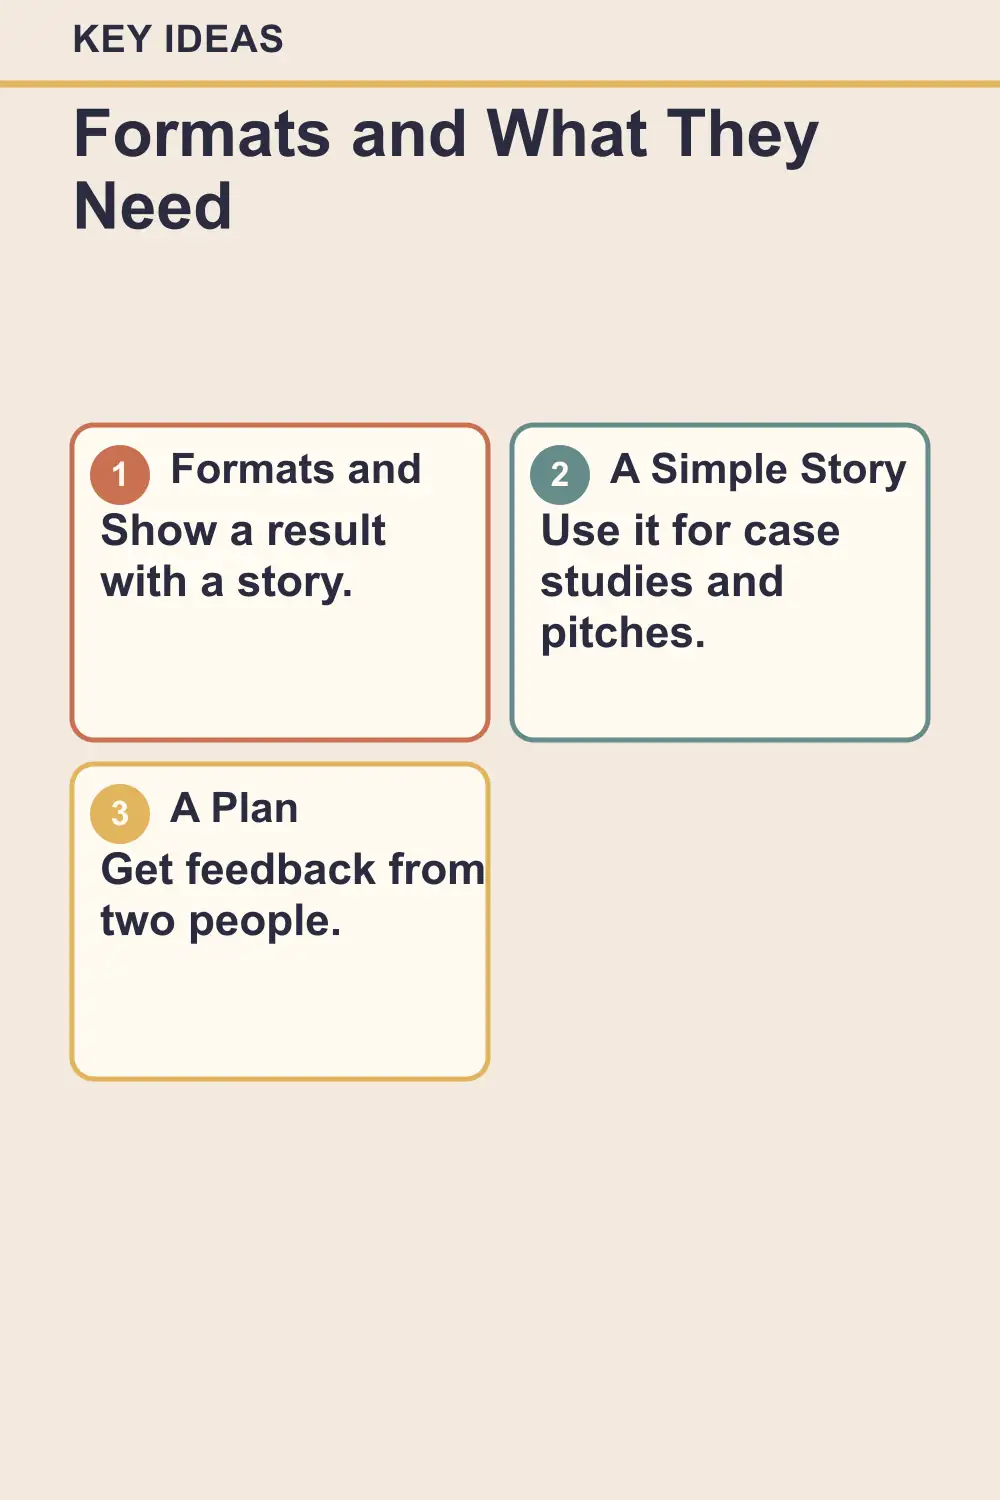 KEY IDEAS
Formats and What They
Need
1 Formats and
Show a result
with a story.
2 A Simple Story
Use it for case
studies and
pitches.
3 A Plan
Get feedback from
two people.